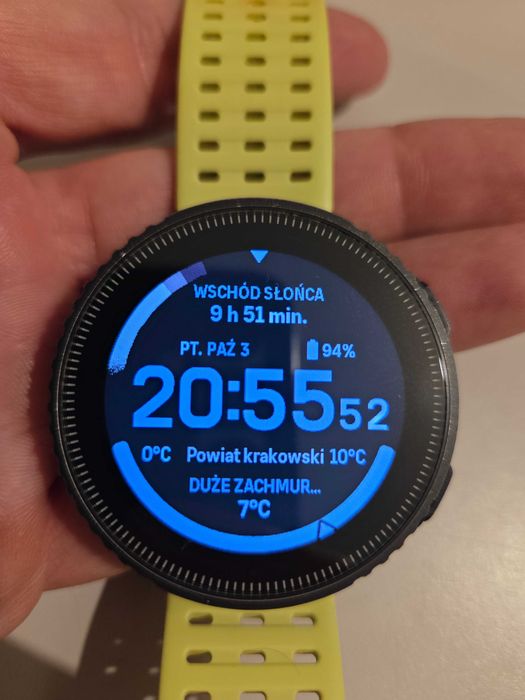 WSCHÓD SŁOŃCA
9 h 51 min.
PT. PAŹ 3 94%
20:55 52
0°C Powiat krakowski 10°C
DUŻE ZACHMUR...
7°C